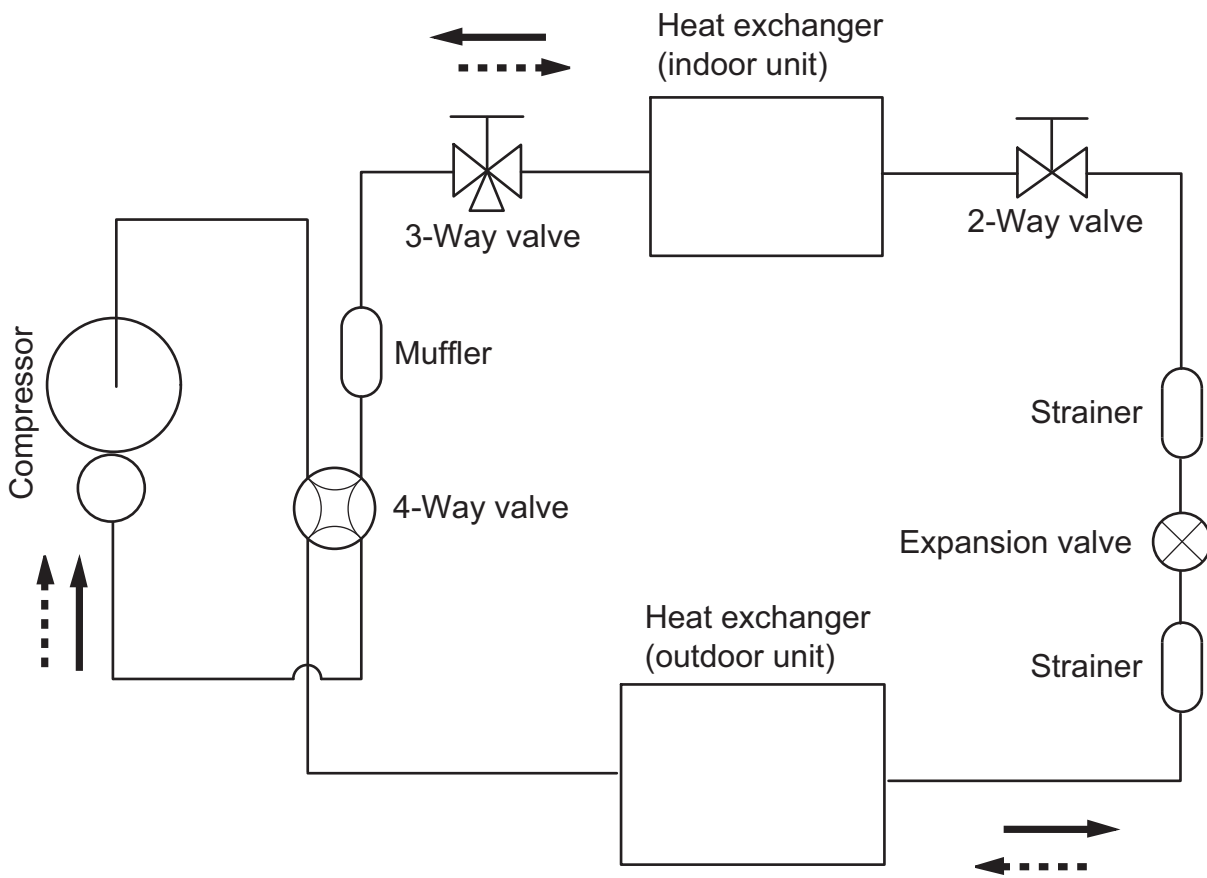 Heat exchanger
(indoor unit)
3-Way valve
2-Way valve
Compressor
Muffler
Strainer
4-Way valve
Expansion valve
Heat exchanger
(outdoor unit)
Strainer